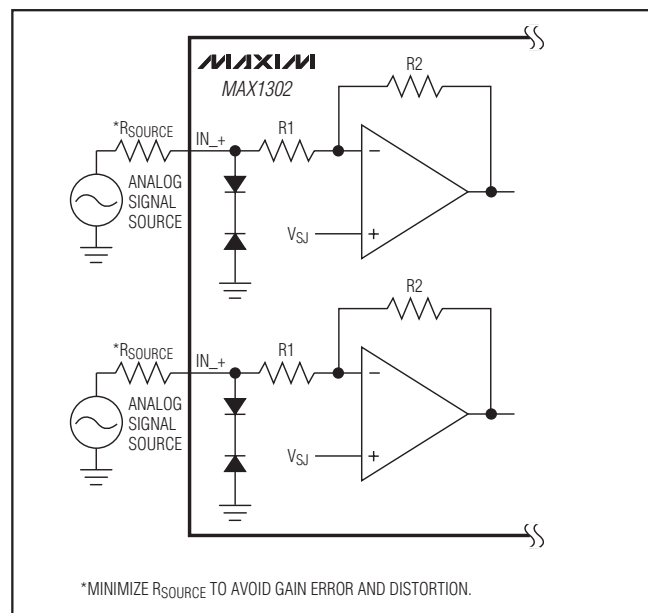 MAXIM
MAX1302
R2
*RSOURCE
IN_+
R1
−
ANALOG
SIGNAL
SOURCE
VSJ
+
R2
*RSOURCE
IN_+
R1
−
ANALOG
SIGNAL
SOURCE
VSJ
+
*MINIMIZE RSOURCE TO AVOID GAIN ERROR AND DISTORTION.